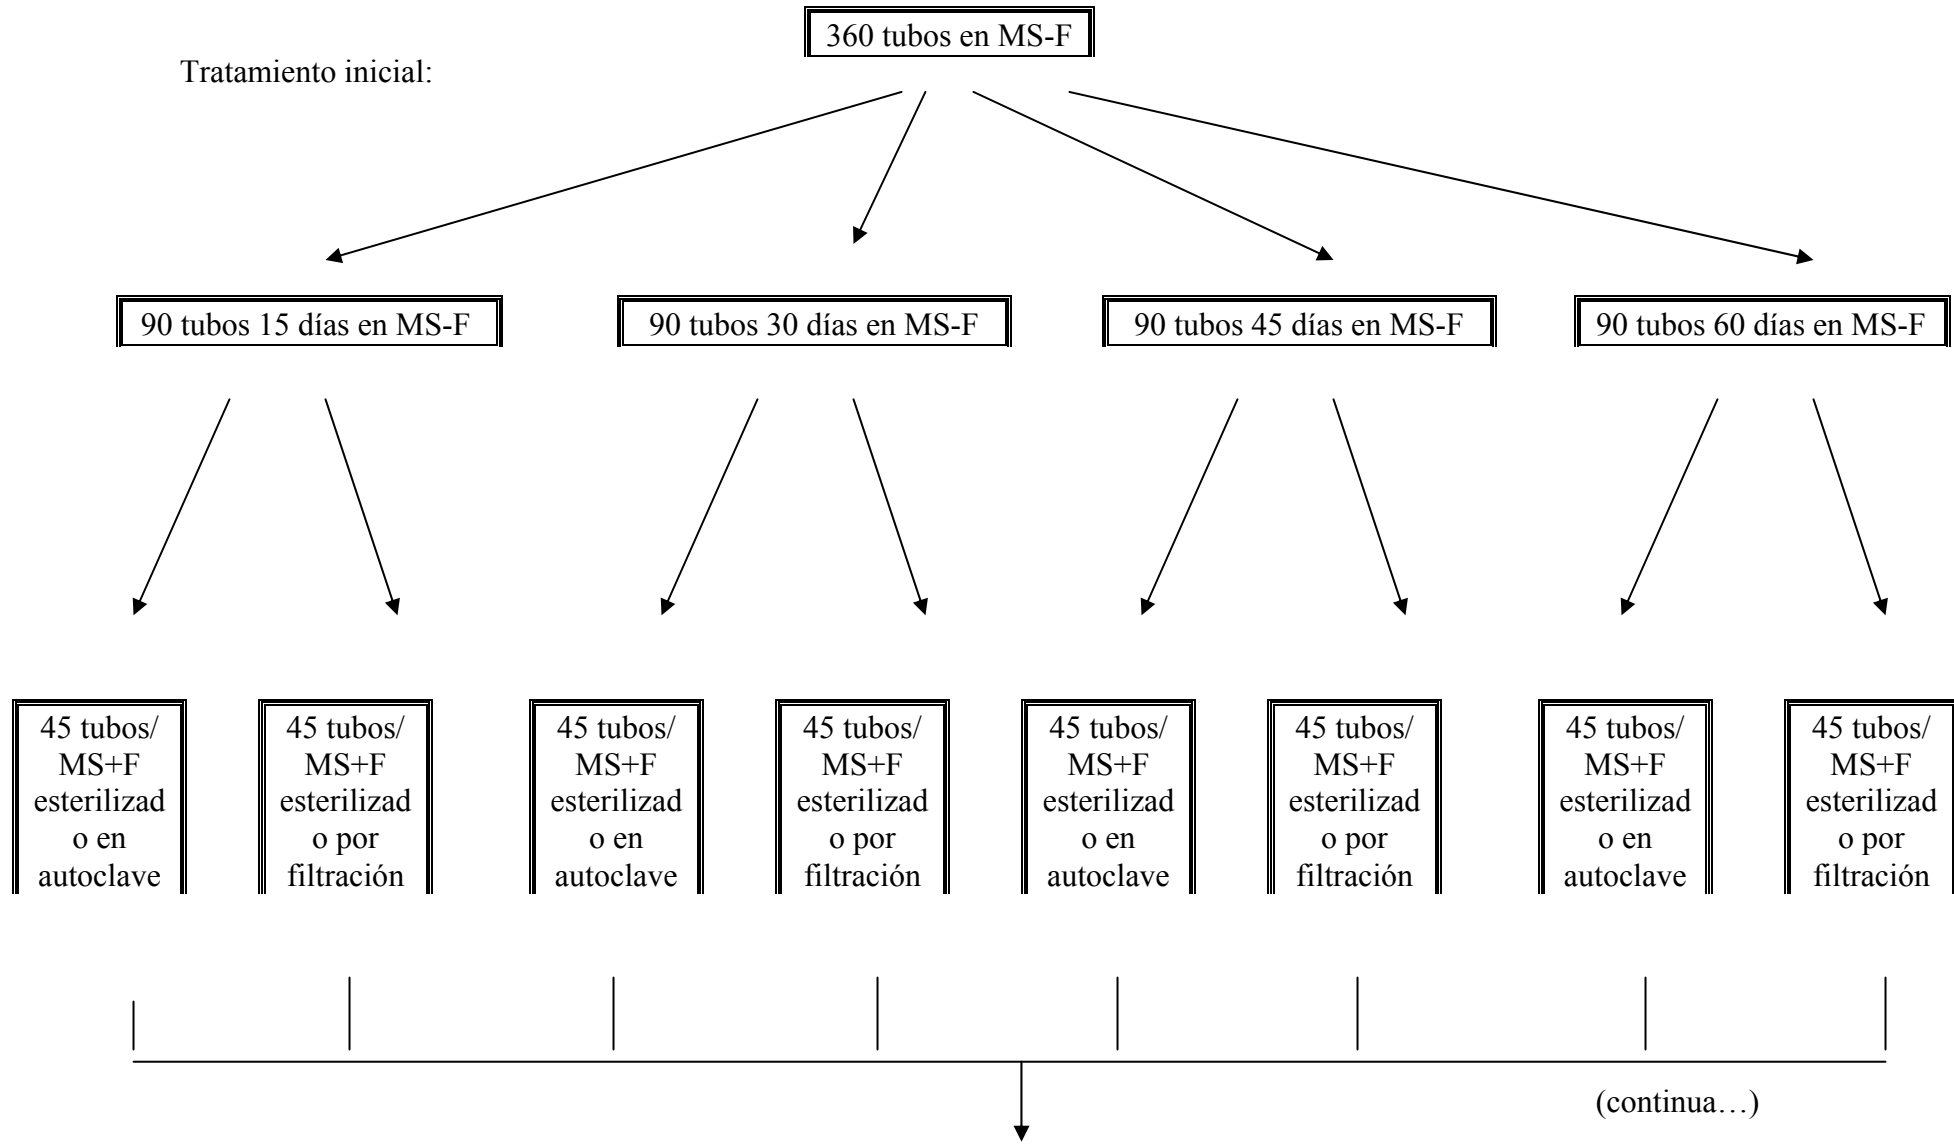 360 tubos en MS-F
Tratamiento inicial:
90 tubos 15 días en MS-F
90 tubos 30 días en MS-F
90 tubos 45 días en MS-F
90 tubos 60 días en MS-F
45 tubos/
MS+F
esterilizad
o en
autoclave
45 tubos/
MS+F
esterilizad
o por
filtración
45 tubos/
MS+F
esterilizad
o en
autoclave
45 tubos/
MS+F
esterilizad
o por
filtración
45 tubos/
MS+F
esterilizad
o en
autoclave
45 tubos/
MS+F
esterilizad
o por
filtración
45 tubos/
MS+F
esterilizad
o en
autoclave
45 tubos/
MS+F
esterilizad
o por
filtración
(continua…)